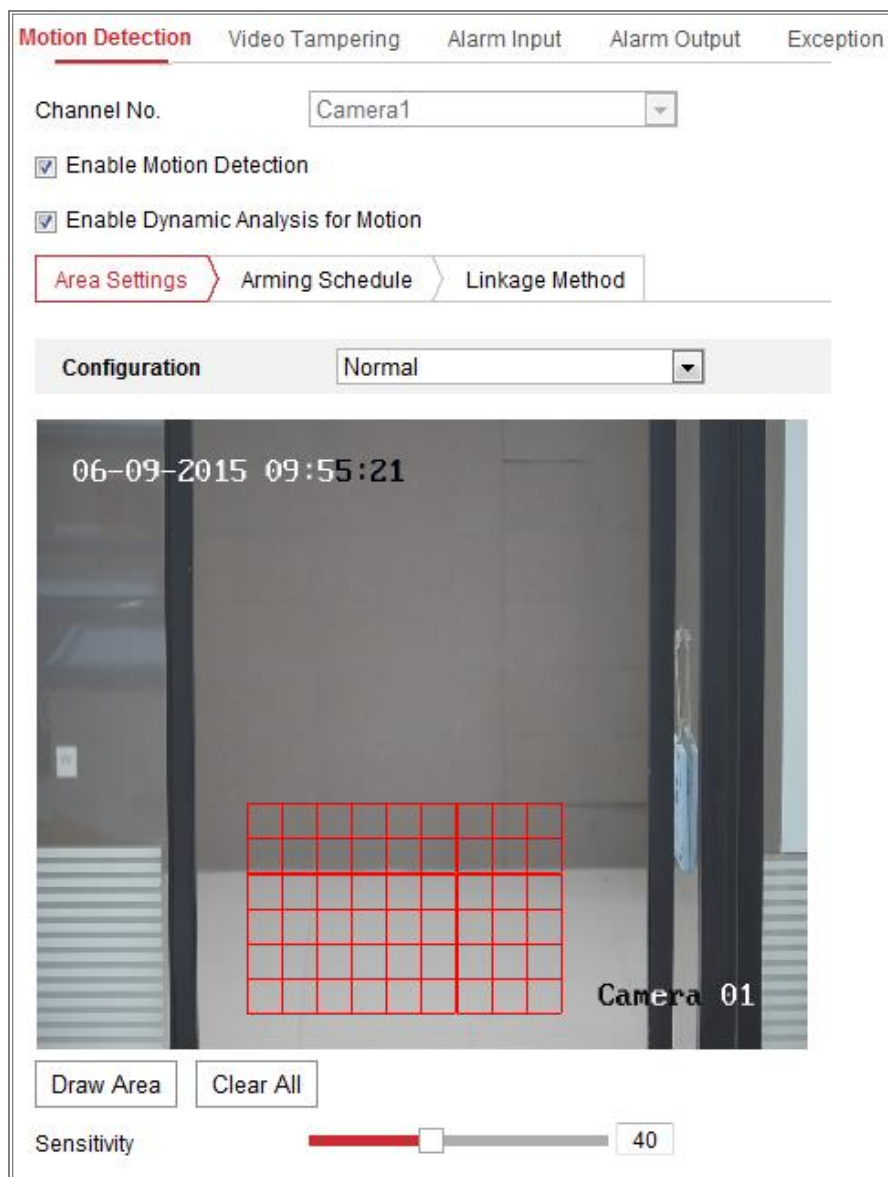 Motion Detection Video Tampering Alarm Input Alarm Output Exception
Channel No. Camera1
Enable Motion Detection
Enable Dynamic Analysis for Motion
Area Settings Arming Schedule Linkage Method
Configuration Normal
06-09-2015 09:55:21
Camera 01
Draw Area Clear All
Sensitivity 40